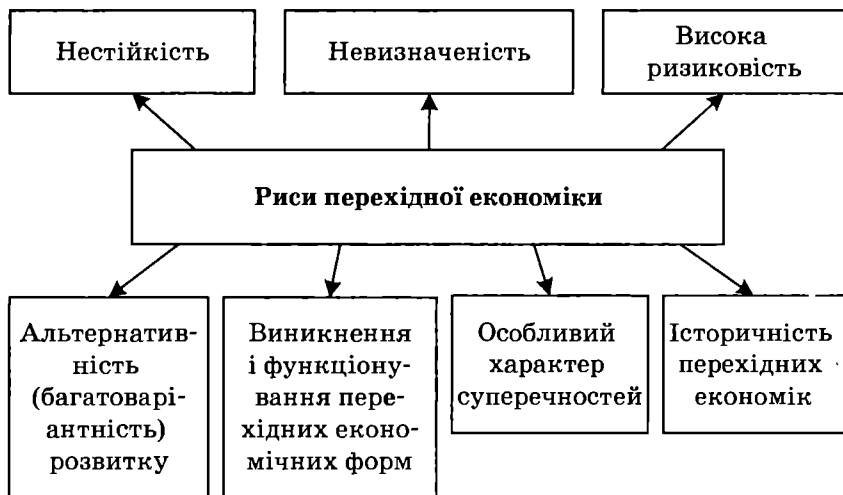 Нестійкість
Невизначеність
Висока
ризиковість
Риси перехідної економіки
Альтернатив-
ність
(багатоварі-
антність)
розвитку
Виникнення
і функціону-
вання пере-
хідних еконо-
мічних форм
Особливий
характер
суперечностей
Історичність
перехідних
економік